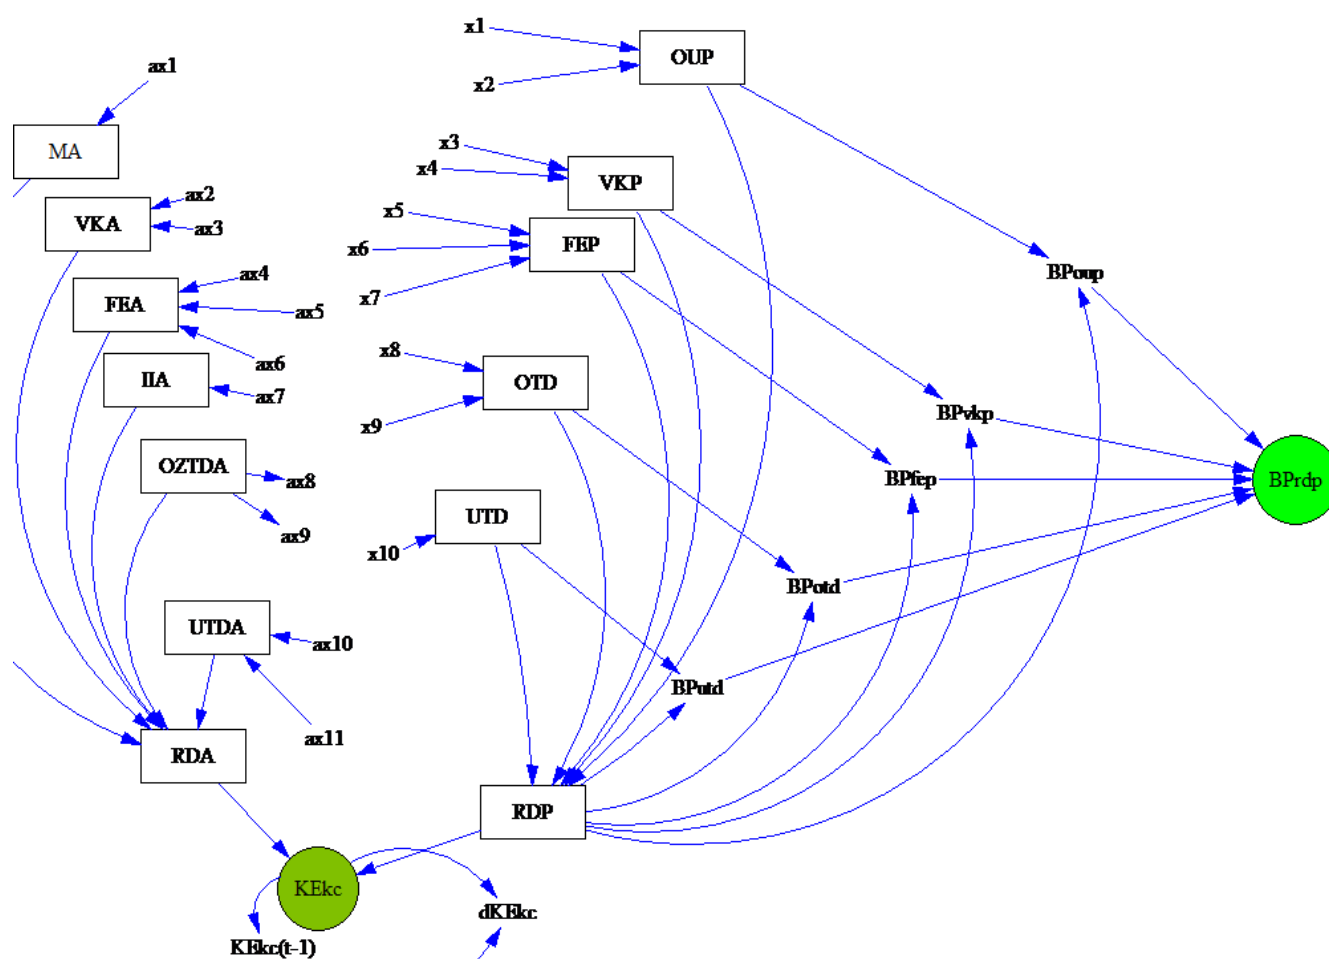 x1
OUP
x2
ax1
MA
x3
x4
VKP
ax2
VKA
ax3
x5
x6
FEP
x7
BPoup
ax4
FEA
ax5
ax6
x8
OTD
IIA
ax7
x9
BPvkp
OZTDA
ax8
ax9
BPfep
BPrdp
UTD
x10
BPotd
UTDA
ax10
BPutd
ax11
RDA
RDP
KEkc
dKEkc
KEkc(t-1)